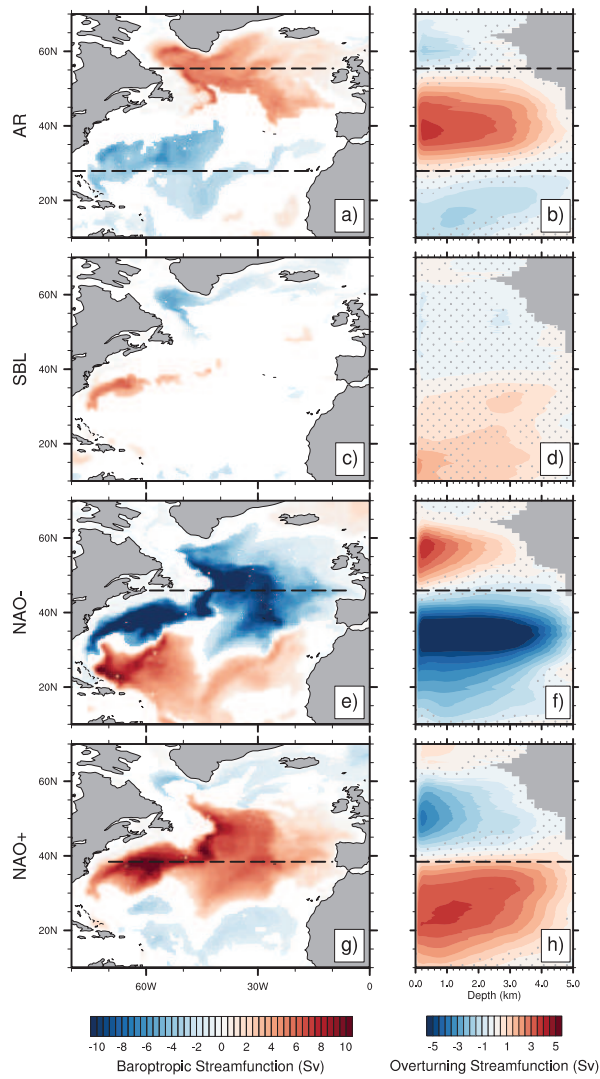 AR
60N
40N
20N
a)
b)
SBL
60N
40N
20N
c)
d)
NAO-
60N
40N
20N
e)
f)
NAO+
60N
40N
20N
g)
h)
60W 30W 0
0.0 1.0 2.0 3.0 4.0 5.0
Depth (km)
-10 -6 -4 -2 0 2 4 6 10
Baroptropic Streamfunction (Sv)
-5 -3 -1 1 3 5
Overturning Streamfunction (Sv)